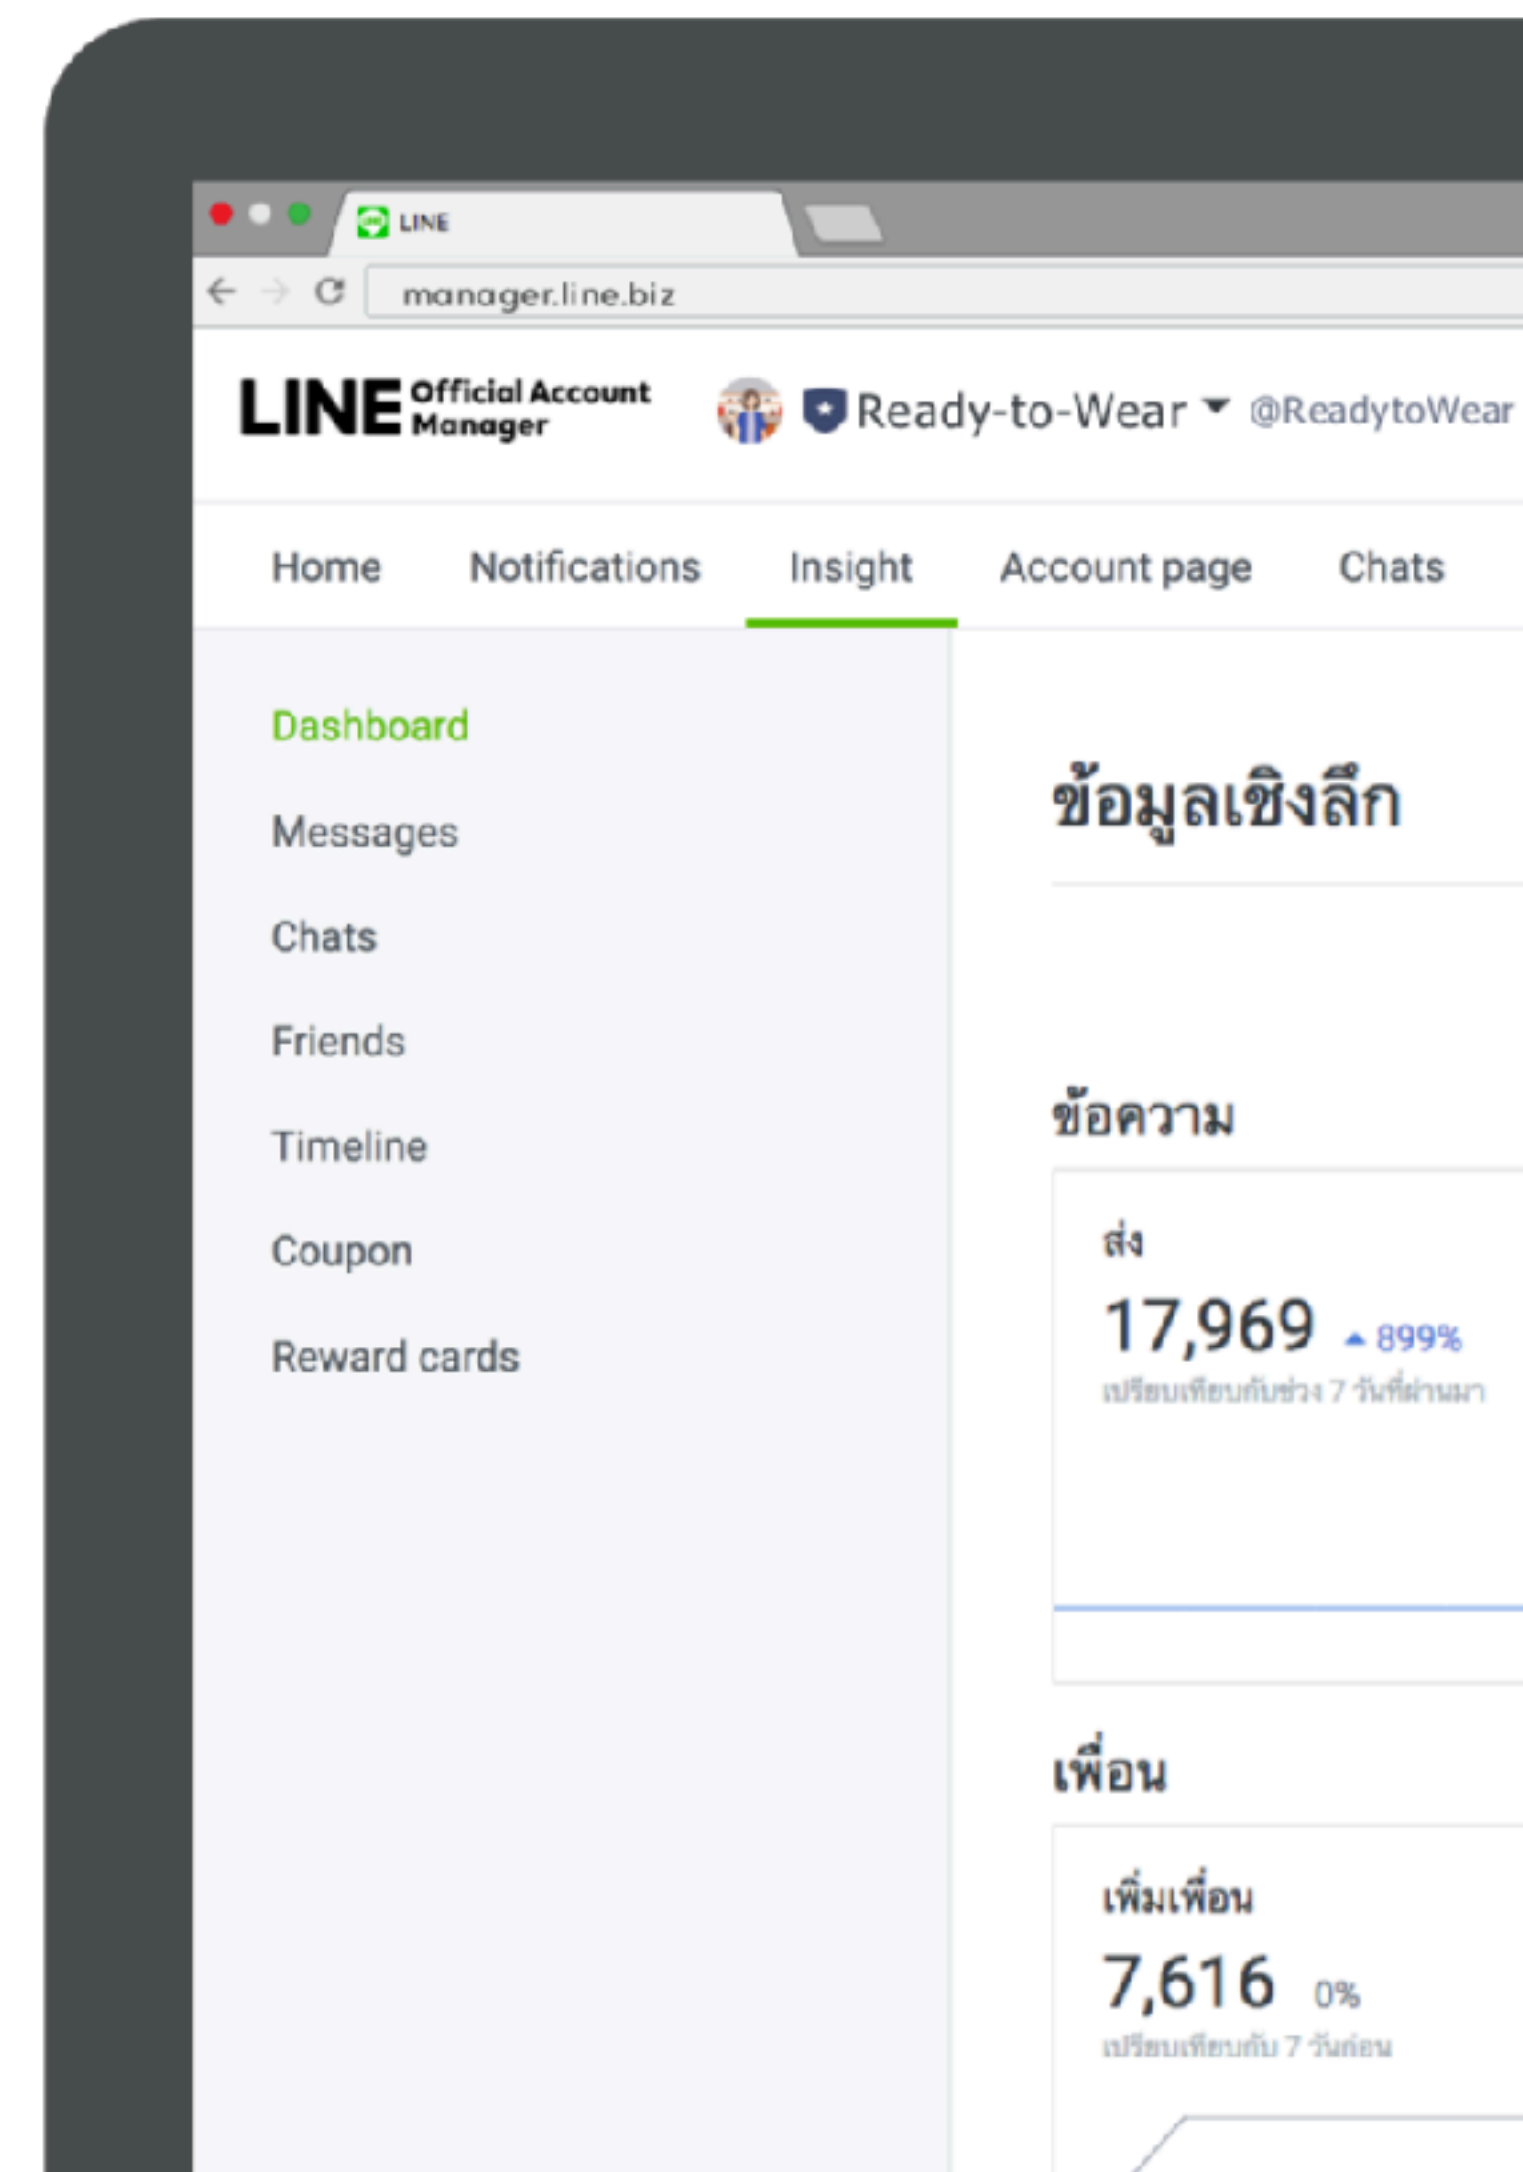 LINE
manager.line.biz
LINE Official Account Manager
Ready-to-Wear @ReadytoWear
Home Notifications Insight Account page Chats
Dashboard
Messages
Chats
Friends
Timeline
Coupon
Reward cards
ข้อมูลเชิงลึก
ข้อความ
ส่ง
17,969 899%
เปรียบเทียบกับช่วง 7 วันที่ผ่านมา
เพื่อน
เพิ่มเพื่อน
7,616 0%
เปรียบเทียบกับ 7 วันก่อน